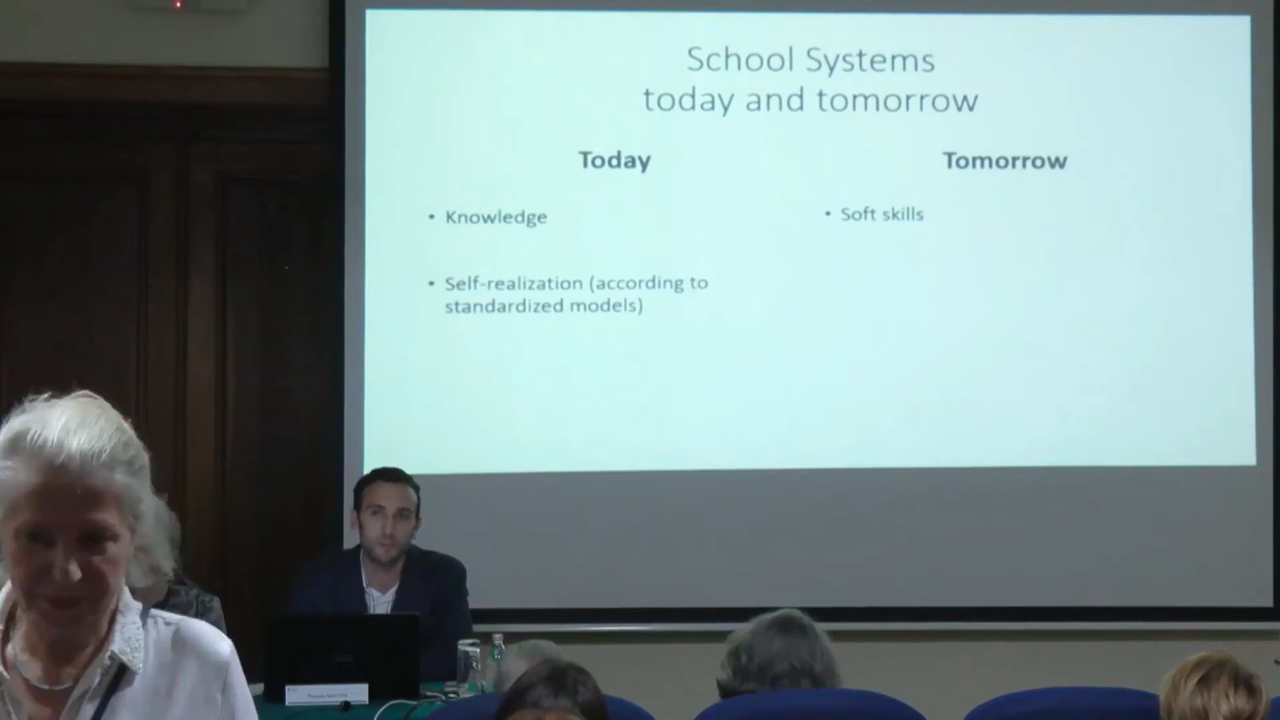 School Systems
today and tomorrow
Today
Tomorrow
• Knowledge
• Soft skills
• Self-realization (according to
standardized models)